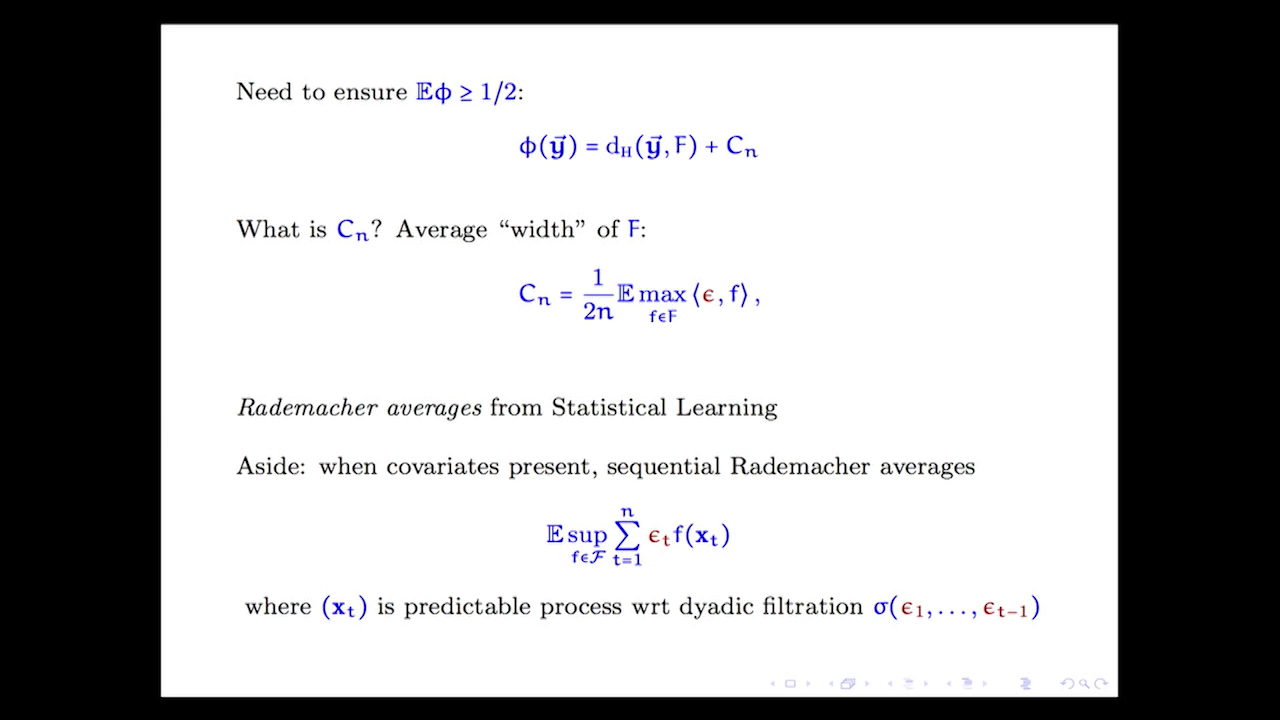 Need to ensure 𝔼ϕ ≥ 1/2:
ϕ(y⃗) = d_H(y⃗, F) + C_n
What is C_n? Average “width” of F:
C_n = \frac{1}{2n} 𝔼 \max_{f∈F} ⟨ϵ, f⟩ ,
Rademacher averages from Statistical Learning
Aside: when covariates present, sequential Rademacher averages
𝔼 \sup_{f∈ℱ} \sum_{t=1}^{n} ϵ_t f(x_t)
where (x_t) is predictable process wrt dyadic filtration σ(ϵ_1, . . . , ϵ_{t−1})